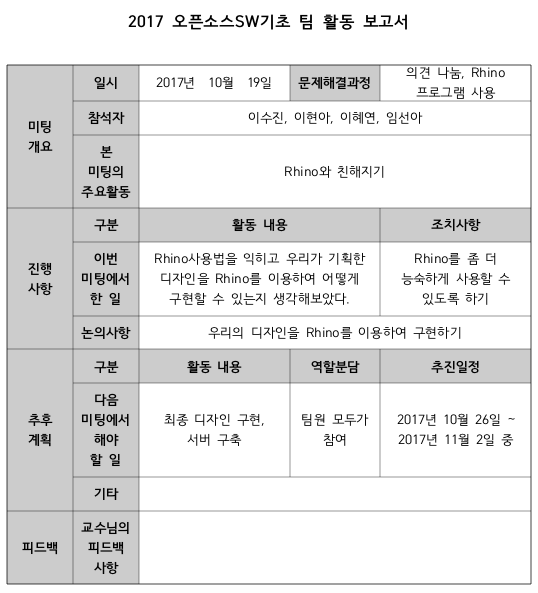 2017 오픈소스SW기초 팀 활동 보고서
미팅
개요
일시
2017년 10월 19일
문제해결과정
의견 나눔, Rhino
프로그램 사용
참석자
이수진, 이현아, 이혜연, 임선아
본
미팅의
주요활동
Rhino와 친해지기
진행
사항
구분
활동 내용
조치사항
이번
미팅에서
한 일
Rhino사용법을 익히고 우리가 기획한
디자인을 Rhino를 이용하여 어떻게
구현할 수 있는지 생각해보았다.
Rhino를 좀 더
능숙하게 사용할 수
있도록 하기
논의사항
우리의 디자인을 Rhino를 이용하여 구현하기
추후
계획
구분
활동 내용
역할분담
추진일정
다음
미팅에서
해야
할 일
최종 디자인 구현,
서버 구축
팀원 모두가
참여
2017년 10월 26일 ~
2017년 11월 2일 중
기타
피드백
교수님의
피드백
사항